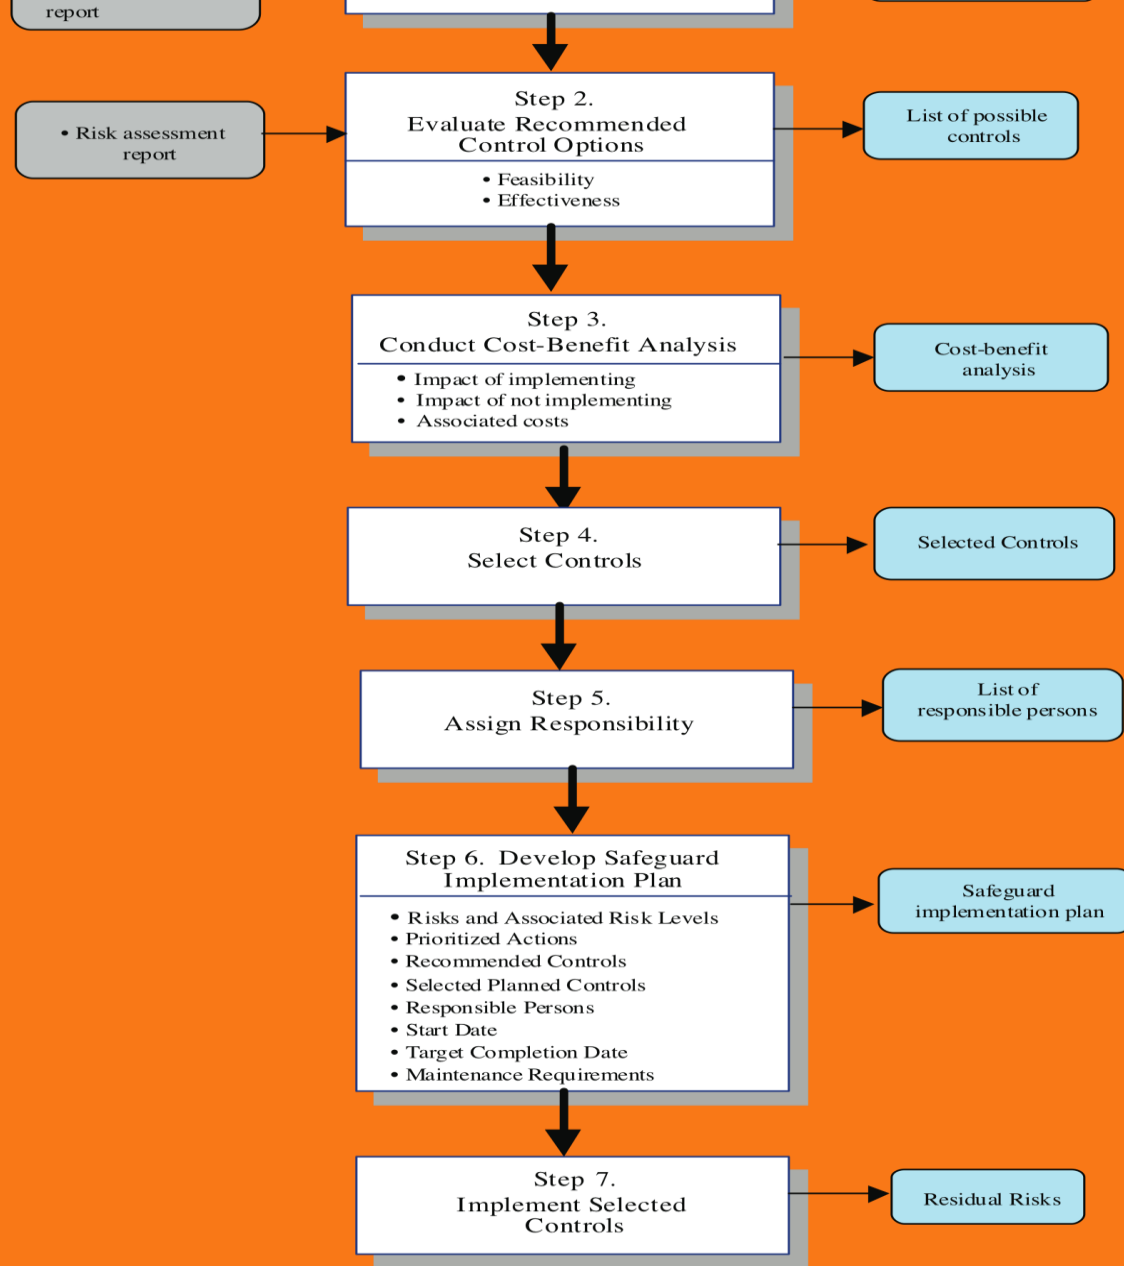 report
• Risk assessment
report
Step 2.
Evaluate Recommended
Control Options
• Feasibility
• Effectiveness
List of possible
controls
Step 3.
Conduct Cost-Benefit Analysis
• Impact of implementing
• Impact of not implementing
• Associated costs
Cost-benefit
analysis
Step 4.
Select Controls
Selected Controls
Step 5.
Assign Responsibility
List of
responsible persons
Step 6. Develop Safeguard
Implementation Plan
• Risks and Associated Risk Levels
• Prioritized Actions
• Recommended Controls
• Selected Planned Controls
• Responsible Persons
• Start Date
• Target Completion Date
• Maintenance Requirements
Safeguard
implementation plan
Step 7.
Implement Selected
Controls
Residual Risks